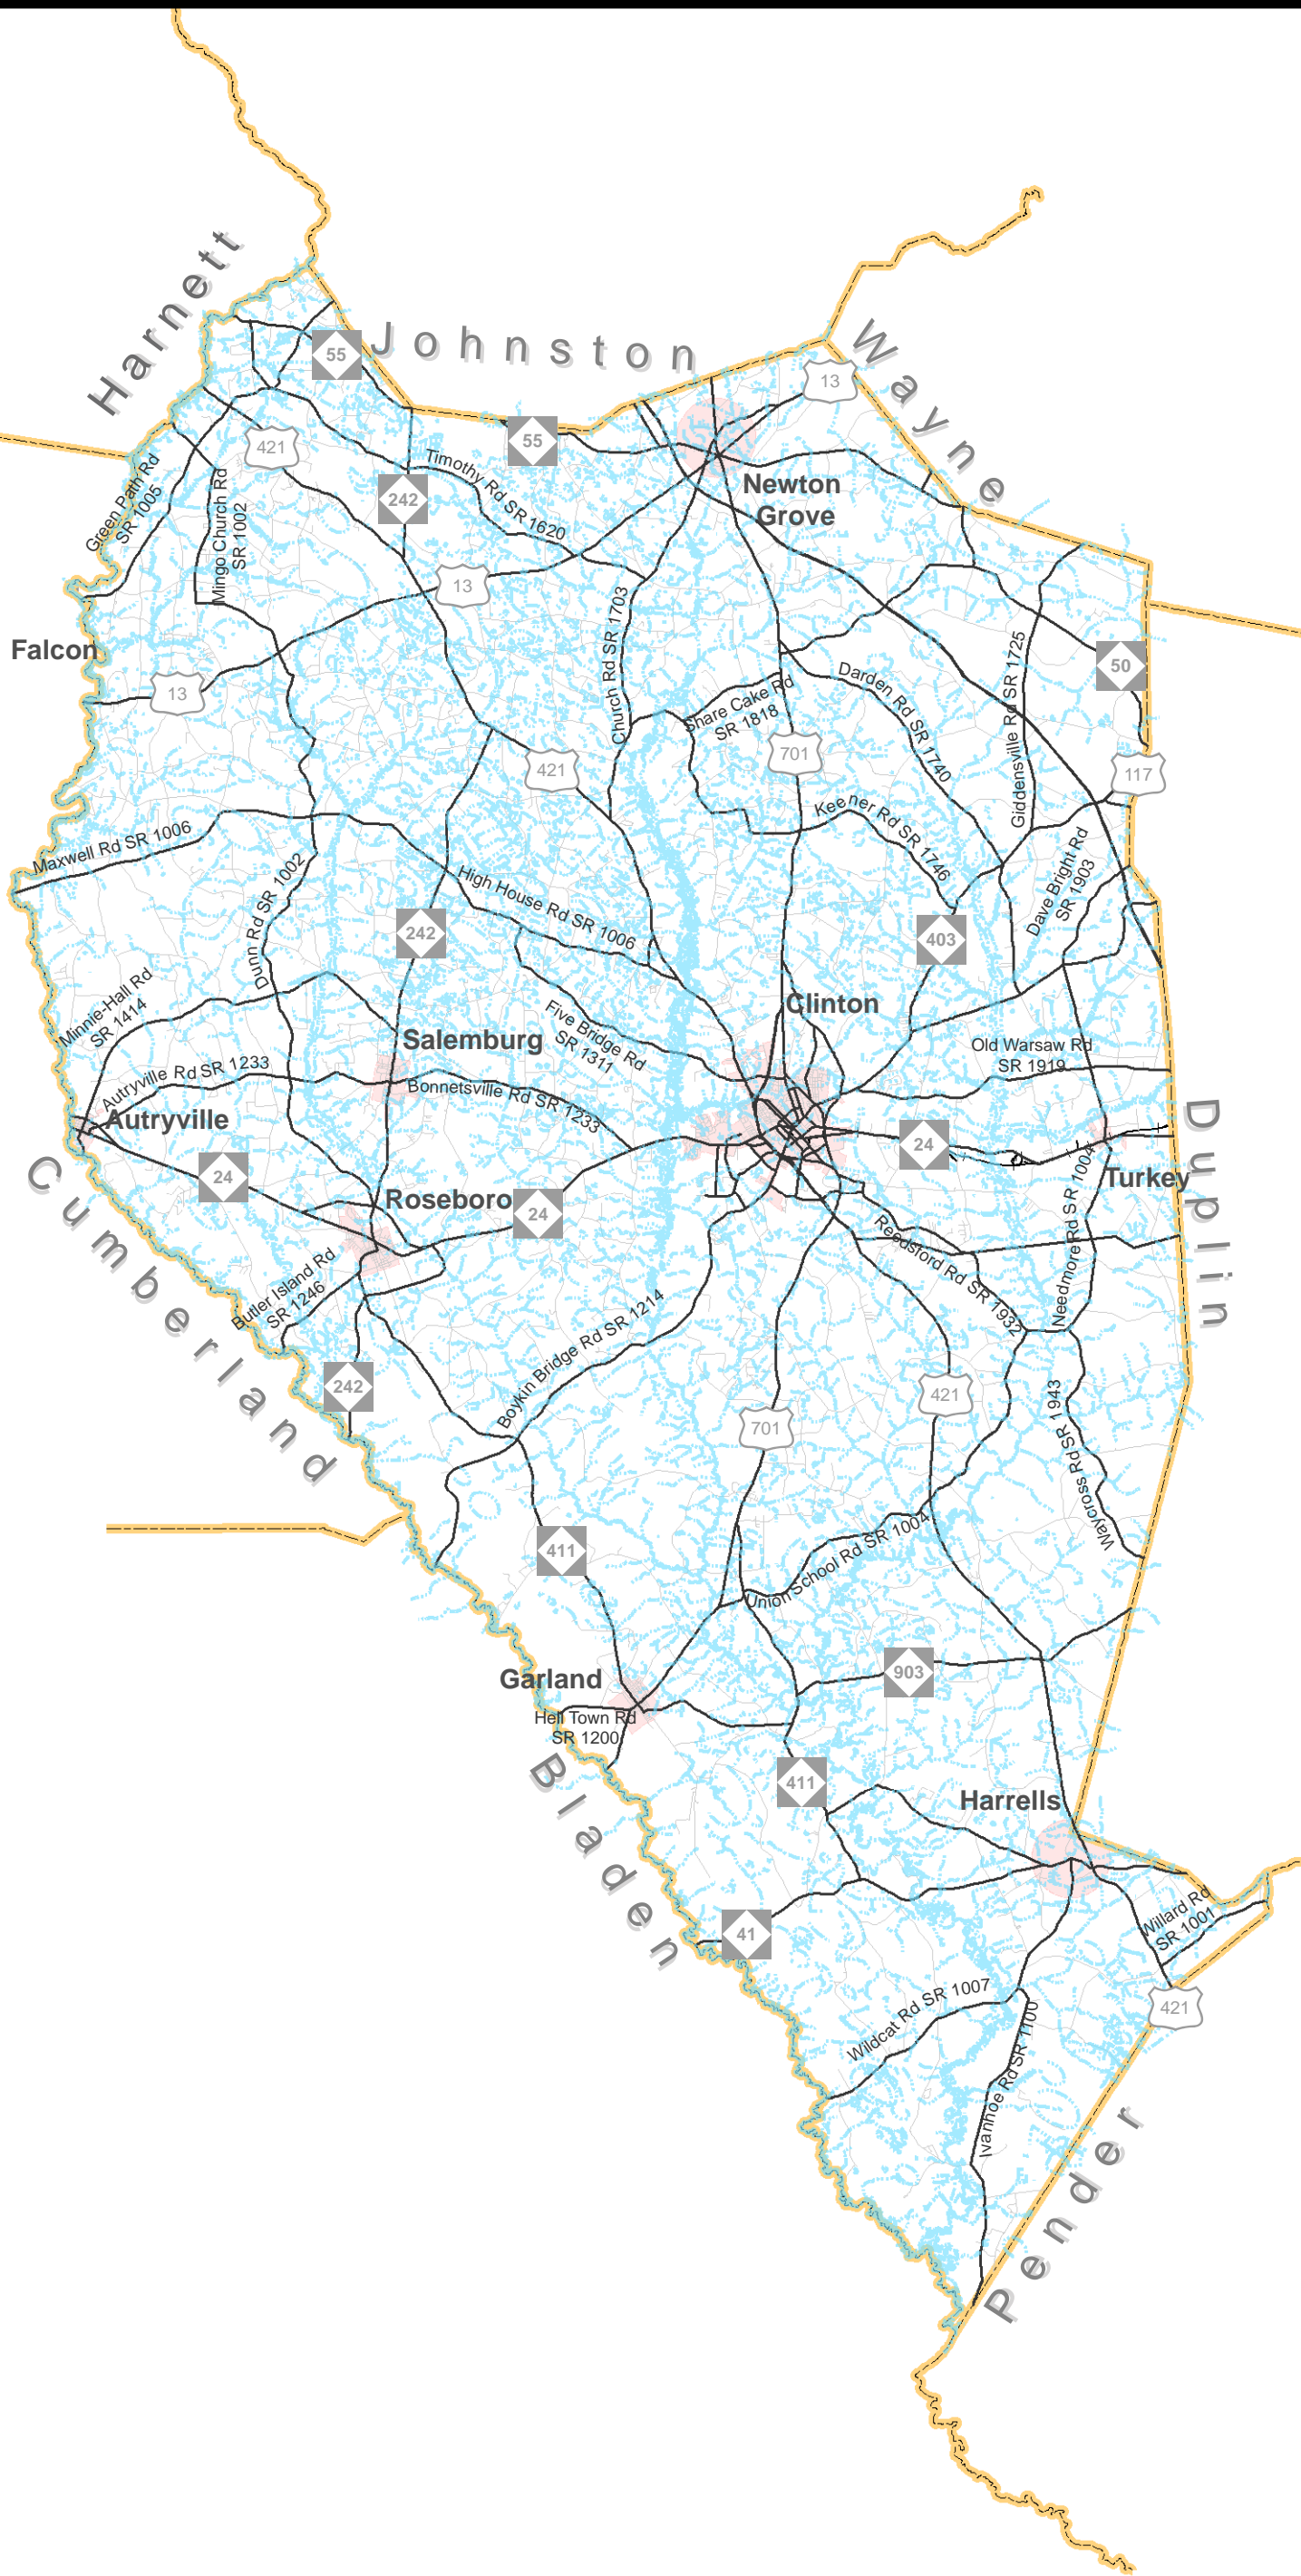 Harnett
Johnston
Wayne
55
13
421
55
Newton
Grove
Timothy Rd SR 1620
242
Green Path Rd
SR 1005
Mingo Church Rd
SR 1002
13
Church Rd SR 1703
Falcon
13
Share Cake Rd
SR 1818
Darden Rd SR 1740
Giddensville Rd SR 1725
50
701
421
117
Keener Rd SR 1746
Maxwell Rd SR 1006
Dunn Rd SR 1002
High House Rd SR 1006
Dave Bright Rd
SR 1903
242
403
Minnie-Hall Rd
SR 1414
Clinton
Five Bridge Rd
SR 1311
Salemburg
Old Warsaw Rd
SR 1919
Autryville Rd SR 1233
Bonnetsville Rd SR 1233
Autryville
24
24
Turkey
Duplin
Cumberland
Roseboro
24
Needmore Rd SR 1004
Reedsford Rd SR 1932
Butler Island Rd
SR 1246
Boykin Bridge Rd SR 1214
242
421
701
Waycross Rd SR 1943
411
Union School Rd SR 1004
903
Garland
Hell Town Rd
SR 1200
Bladen
411
Harrells
41
Willard Rd
SR 1001
Wildcat Rd SR 1007
421
Ivanhoe Rd SR 1100
Pender